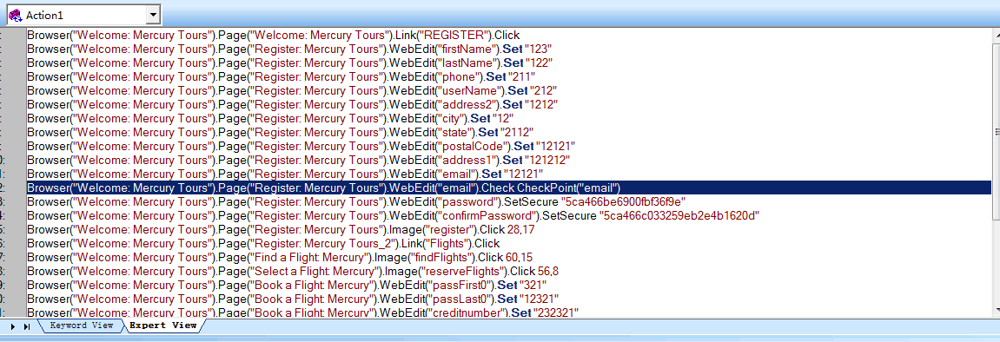 Action1
: Browser("Welcome: Mercury Tours").Page("Welcome: Mercury Tours").Link("REGISTER").Click
: Browser("Welcome: Mercury Tours").Page("Register: Mercury Tours").WebEdit("firstName").Set "123"
: Browser("Welcome: Mercury Tours").Page("Register: Mercury Tours").WebEdit("lastName").Set "122"
: Browser("Welcome: Mercury Tours").Page("Register: Mercury Tours").WebEdit("phone").Set "211"
: Browser("Welcome: Mercury Tours").Page("Register: Mercury Tours").WebEdit("userName").Set "212"
: Browser("Welcome: Mercury Tours").Page("Register: Mercury Tours").WebEdit("address2").Set "1212"
: Browser("Welcome: Mercury Tours").Page("Register: Mercury Tours").WebEdit("city").Set "12"
: Browser("Welcome: Mercury Tours").Page("Register: Mercury Tours").WebEdit("state").Set "2112"
: Browser("Welcome: Mercury Tours").Page("Register: Mercury Tours").WebEdit("postalCode").Set "12121"
0: Browser("Welcome: Mercury Tours").Page("Register: Mercury Tours").WebEdit("address1").Set "121212"
1: Browser("Welcome: Mercury Tours").Page("Register: Mercury Tours").WebEdit("email").Set "12121"
2: Browser("Welcome: Mercury Tours").Page("Register: Mercury Tours").WebEdit("email").Check CheckPoint("email")
3: Browser("Welcome: Mercury Tours").Page("Register: Mercury Tours").WebEdit("password").SetSecure "5ca466be6900fbf36f9e"
4: Browser("Welcome: Mercury Tours").Page("Register: Mercury Tours").WebEdit("confirmPassword").SetSecure "5ca466c033259eb2e4b1620d"
5: Browser("Welcome: Mercury Tours").Page("Register: Mercury Tours").Image("register").Click 28,17
6: Browser("Welcome: Mercury Tours").Page("Register: Mercury Tours_2").Link("Flights").Click
7: Browser("Welcome: Mercury Tours").Page("Find a Flight: Mercury").Image("findFlights").Click 60,15
8: Browser("Welcome: Mercury Tours").Page("Select a Flight: Mercury").Image("reserveFlights").Click 56,8
9: Browser("Welcome: Mercury Tours").Page("Book a Flight: Mercury").WebEdit("passFirst0").Set "321"
0: Browser("Welcome: Mercury Tours").Page("Book a Flight: Mercury").WebEdit("passLast0").Set "12321"
1: Browser("Welcome: Mercury Tours").Page("Book a Flight: Mercury").WebEdit("creditnumber").Set "232321"
Keyword View Expert View